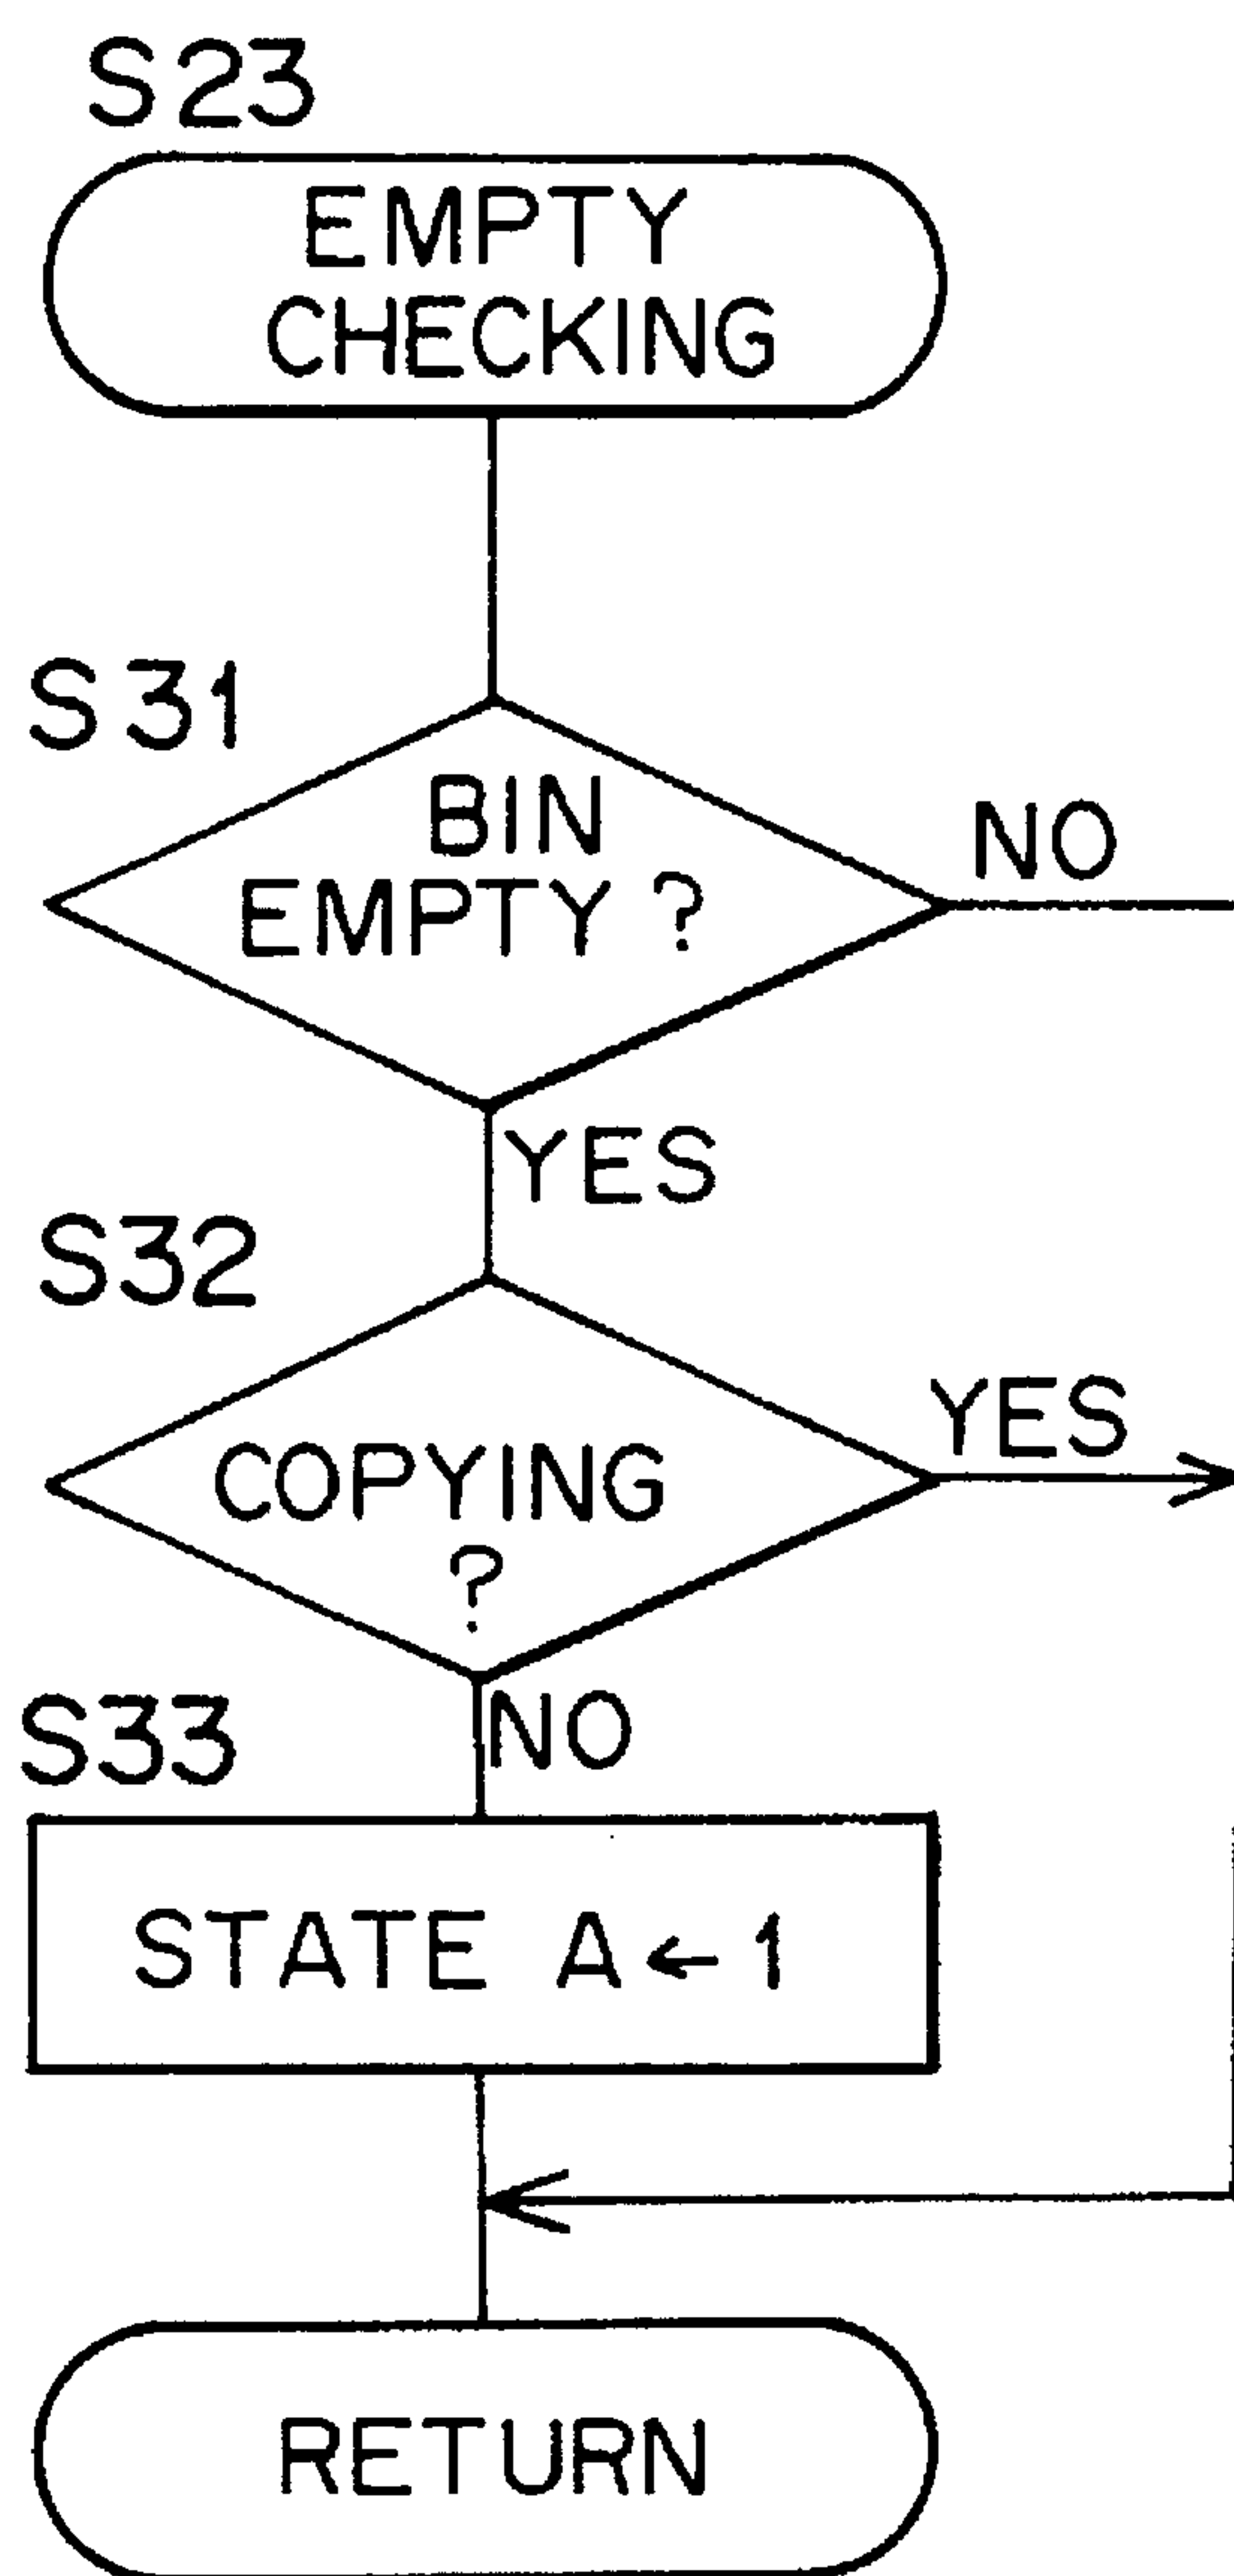 S23
EMPTY
CHECKING
S31
BIN
EMPTY ?
NO
YES
S32
COPYING
?
YES
NO
S33
STATE A ← 1
RETURN